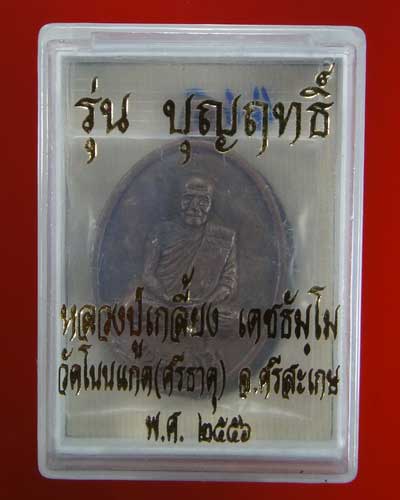 รุ่น บุญฤทธิ์
หลวงปู่เกลี้ยง เตชธมฺโม
วัดโนนแกด(ศรีธาตุ) จ.ศรีสะเกษ
พ.ศ. ๒๕๕๖